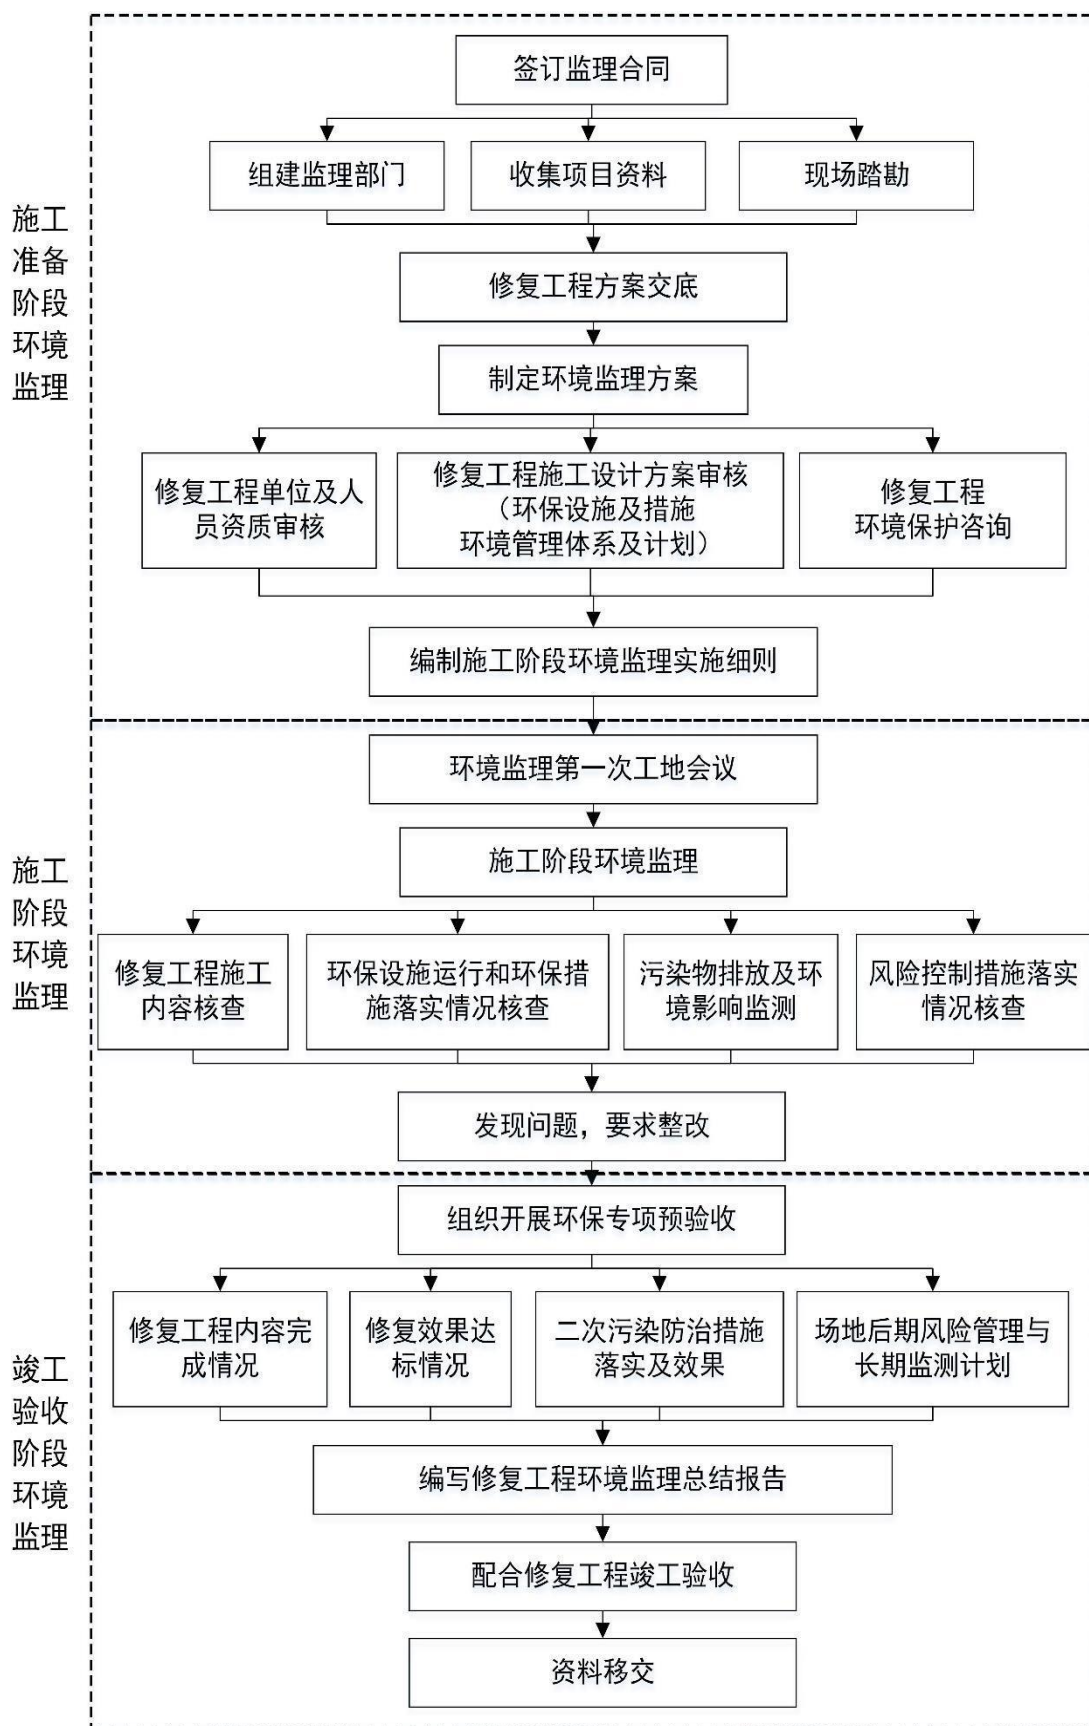 施工
准备
阶段
环境
监理
签订监理合同
组建监理部门
收集项目资料
现场踏勘
修复工程方案交底
制定环境监理方案
修复工程单位及人
员资质审核
修复工程施工设计方案审核
（环保设施及措施
环境管理体系及计划）
修复工程
环境保护咨询
编制施工阶段环境监理实施细则
施工
阶段
环境
监理
环境监理第一次工地会议
施工阶段环境监理
修复工程施工
内容核查
环保设施运行和环保措
施落实情况核查
污染物排放及环
境影响监测
风险控制措施落实
情况核查
发现问题，要求整改
竣工
验收
阶段
环境
监理
组织开展环保专项预验收
修复工程内容完
成情况
修复效果达
标情况
二次污染防治措施
落实及效果
场地后期风险管理与
长期监测计划
编写修复工程环境监理总结报告
配合修复工程竣工验收
资料移交